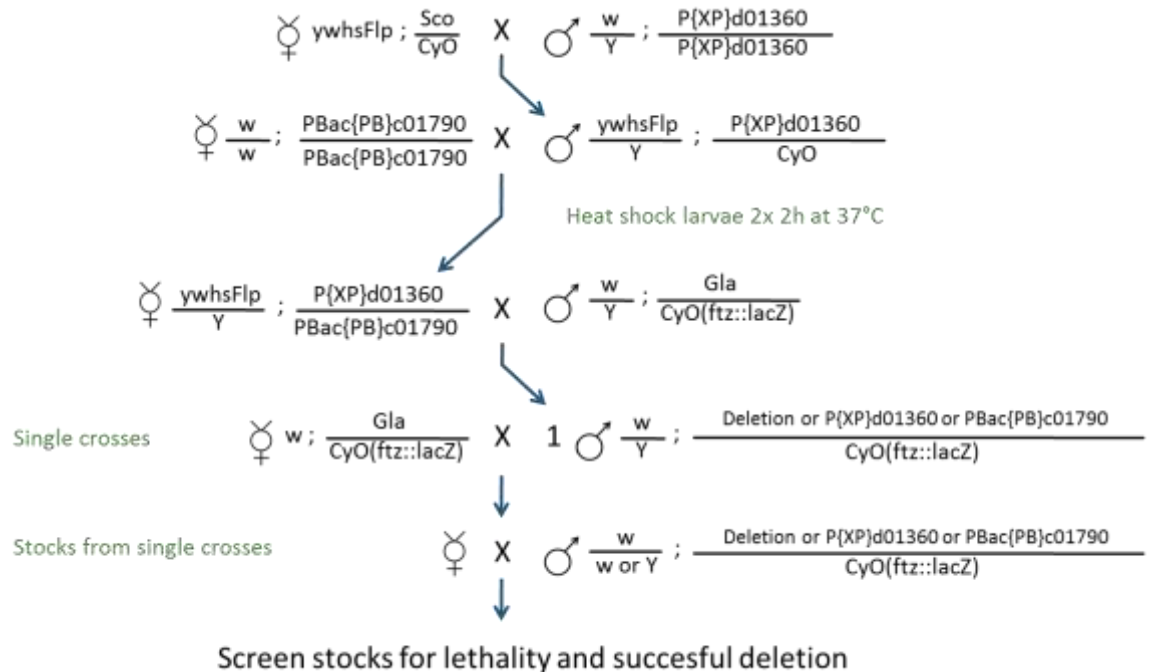 ☿ ywhsFlp ; Sco/CyO X ♂ w/Y ; P{XP}d01360/P{XP}d01360
☿ w/w ; PBac{PB}c01790/PBac{PB}c01790 X ♂ ywhsFlp/Y ; P{XP}d01360/CyO
Heat shock larvae 2x 2h at 37°C
☿ ywhsFlp/Y ; P{XP}d01360/PBac{PB}c01790 X ♂ w/Y ; Gla/CyO(ftz::lacZ)
Single crosses ☿ w ; Gla/CyO(ftz::lacZ) X 1 ♂ w/Y ; Deletion or P{XP}d01360 or PBac{PB}c01790/CyO(ftz::lacZ)
Stocks from single crosses ☿ X ♂ w/w or Y ; Deletion or P{XP}d01360 or PBac{PB}c01790/CyO(ftz::lacZ)
Screen stocks for lethality and succesful deletion